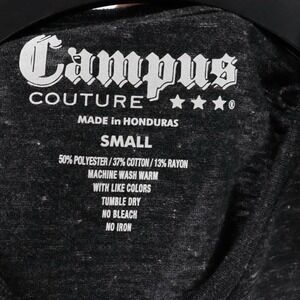 Campus
COUTURE ★★★®
MADE in HONDURAS
SMALL
50% POLYESTER / 37% COTTON / 13% RAYON
MACHINE WASH WARM
WITH LIKE COLORS
TUMBLE DRY
NO BLEACH
NO IRON